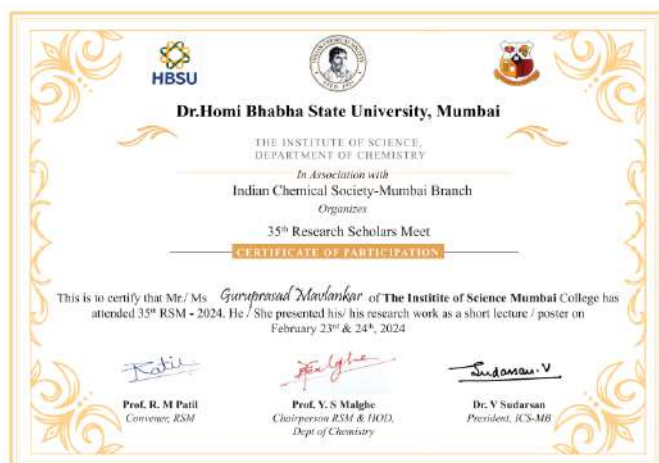 HBSU
Dr.Homi Bhabha State University, Mumbai
THE INSTITUTE OF SCIENCE,
DEPARTMENT OF CHEMISTRY
In Association with
Indian Chemical Society-Mumbai Branch
Organizes
35th Research Scholars Meet
CERTIFICATE OF PARTICIPATION
This is to certify that Mr./ Ms Guruprasad Mavlankar of The Institite of Science Mumbai College has
attended 35th RSM - 2024. He / She presented his/ his research work as a short lecture / poster on
February 23rd & 24th, 2024
Sudarsan.V
Prof. R. M Patil
Convener, RSM
Prof. Y. S Malghe
Chairperson RSM & HOD,
Dept of Chemistry
Dr. V Sudarsan
President, ICS-MB